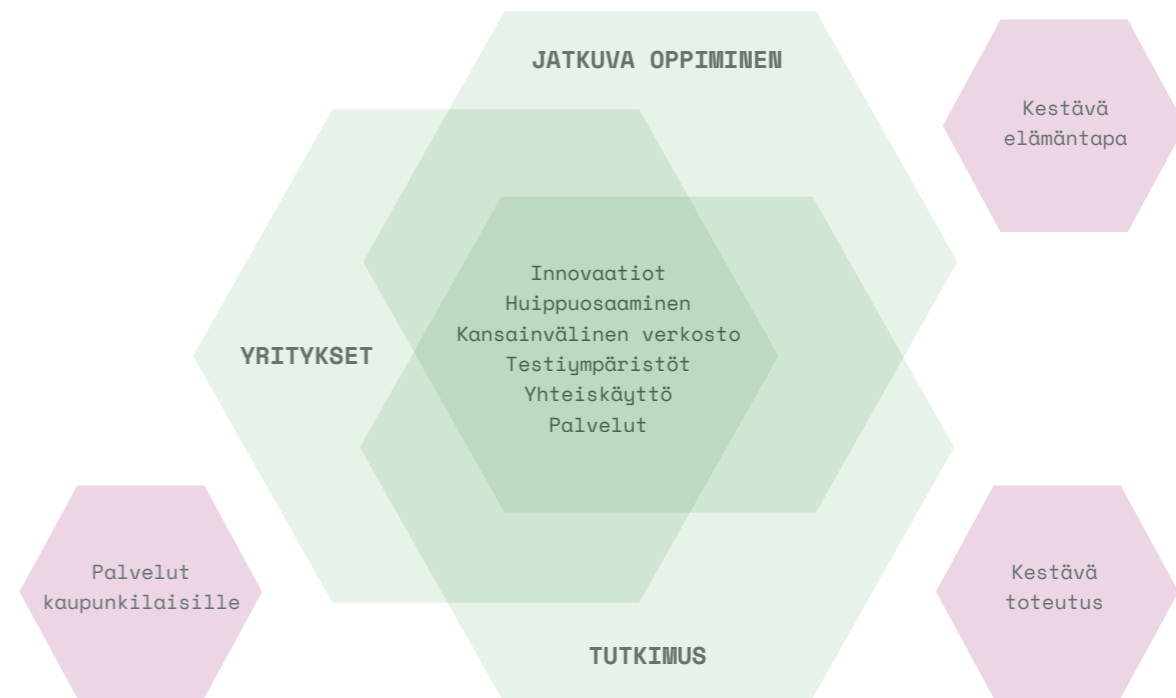 JATKUVA OPPIMINEN
Kestävä
elämäntapa
Innovaatiot
Huippuosaaminen
Kansainvälinen verkosto
Testiympäristöt
Yhteiskäyttö
Palvelut
YRITYKSET
Palvelut
kaupunkilaisille
Kestävä
toteutus
TUTKIMUS